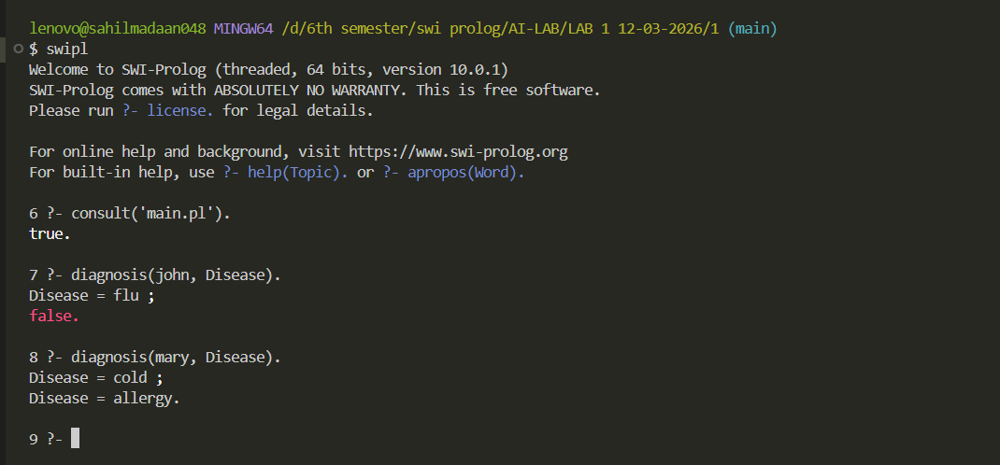 lenovo@sahilmadaan048 MINGW64 /d/6th semester/swi prolog/AI-LAB/LAB 1 12-03-2026/1 (main)
$ swipl
Welcome to SWI-Prolog (threaded, 64 bits, version 10.0.1)
SWI-Prolog comes with ABSOLUTELY NO WARRANTY. This is free software.
Please run ?- license. for legal details.
For online help and background, visit https://www.swi-prolog.org
For built-in help, use ?- help(Topic). or ?- apropos(Word).
6 ?- consult('main.pl').
true.
7 ?- diagnosis(john, Disease).
Disease = flu ;
false.
8 ?- diagnosis(mary, Disease).
Disease = cold ;
Disease = allergy.
9 ?-